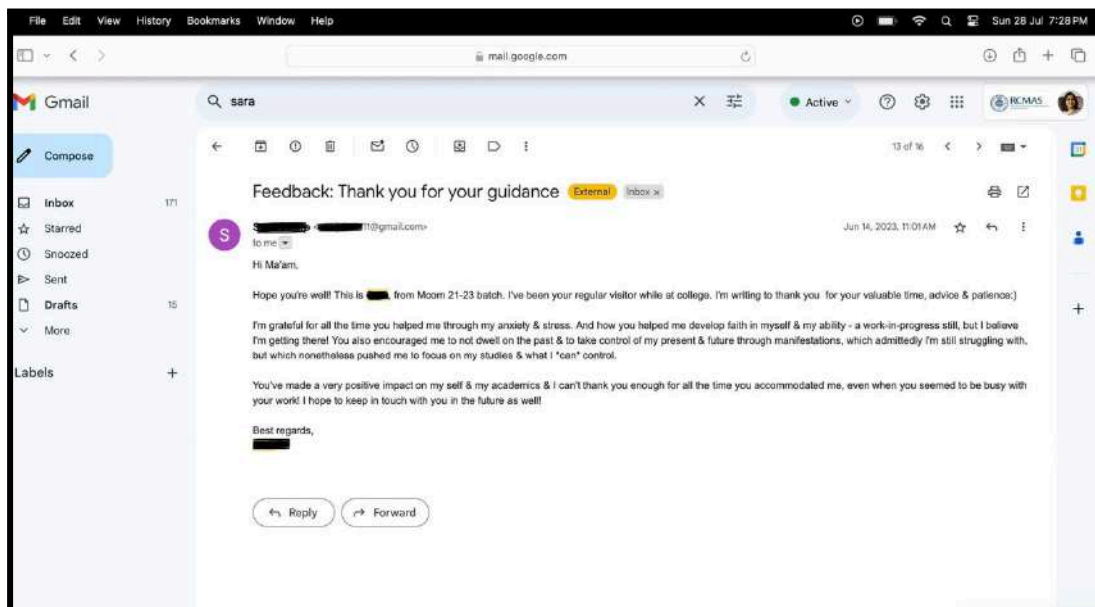 File Edit View History Bookmarks Window Help
Sun 28 Jul 7:28 PM
mail.google.com
Gmail
sara
Active
RCMAS
Compose
13 of 16
Feedback: Thank you for your guidance External Inbox x
Inbox 171
Starred
Snoozed
Sent
Drafts 15
More
Labels +
S
11@gmail.com>
Jun 14, 2023, 11:01 AM
to me
Hi Ma'am,
Hope you're well! This is , from Mcom 21-23 batch. I've been your regular visitor while at college. I'm writing to thank you for your valuable time, advice & patience:)
I'm grateful for all the time you helped me through my anxiety & stress. And how you helped me develop faith in myself & my ability - a work-in-progress still, but I believe
I'm getting there! You also encouraged me to not dwell on the past & to take control of my present & future through manifestations, which admittedly I'm still struggling with,
but which nonetheless pushed me to focus on my studies & what I *can* control.
You've made a very positive impact on my self & my academics & I can't thank you enough for all the time you accommodated me, even when you seemed to be busy with
your work! I hope to keep in touch with you in the future as well!
Best regards,
Reply
Forward